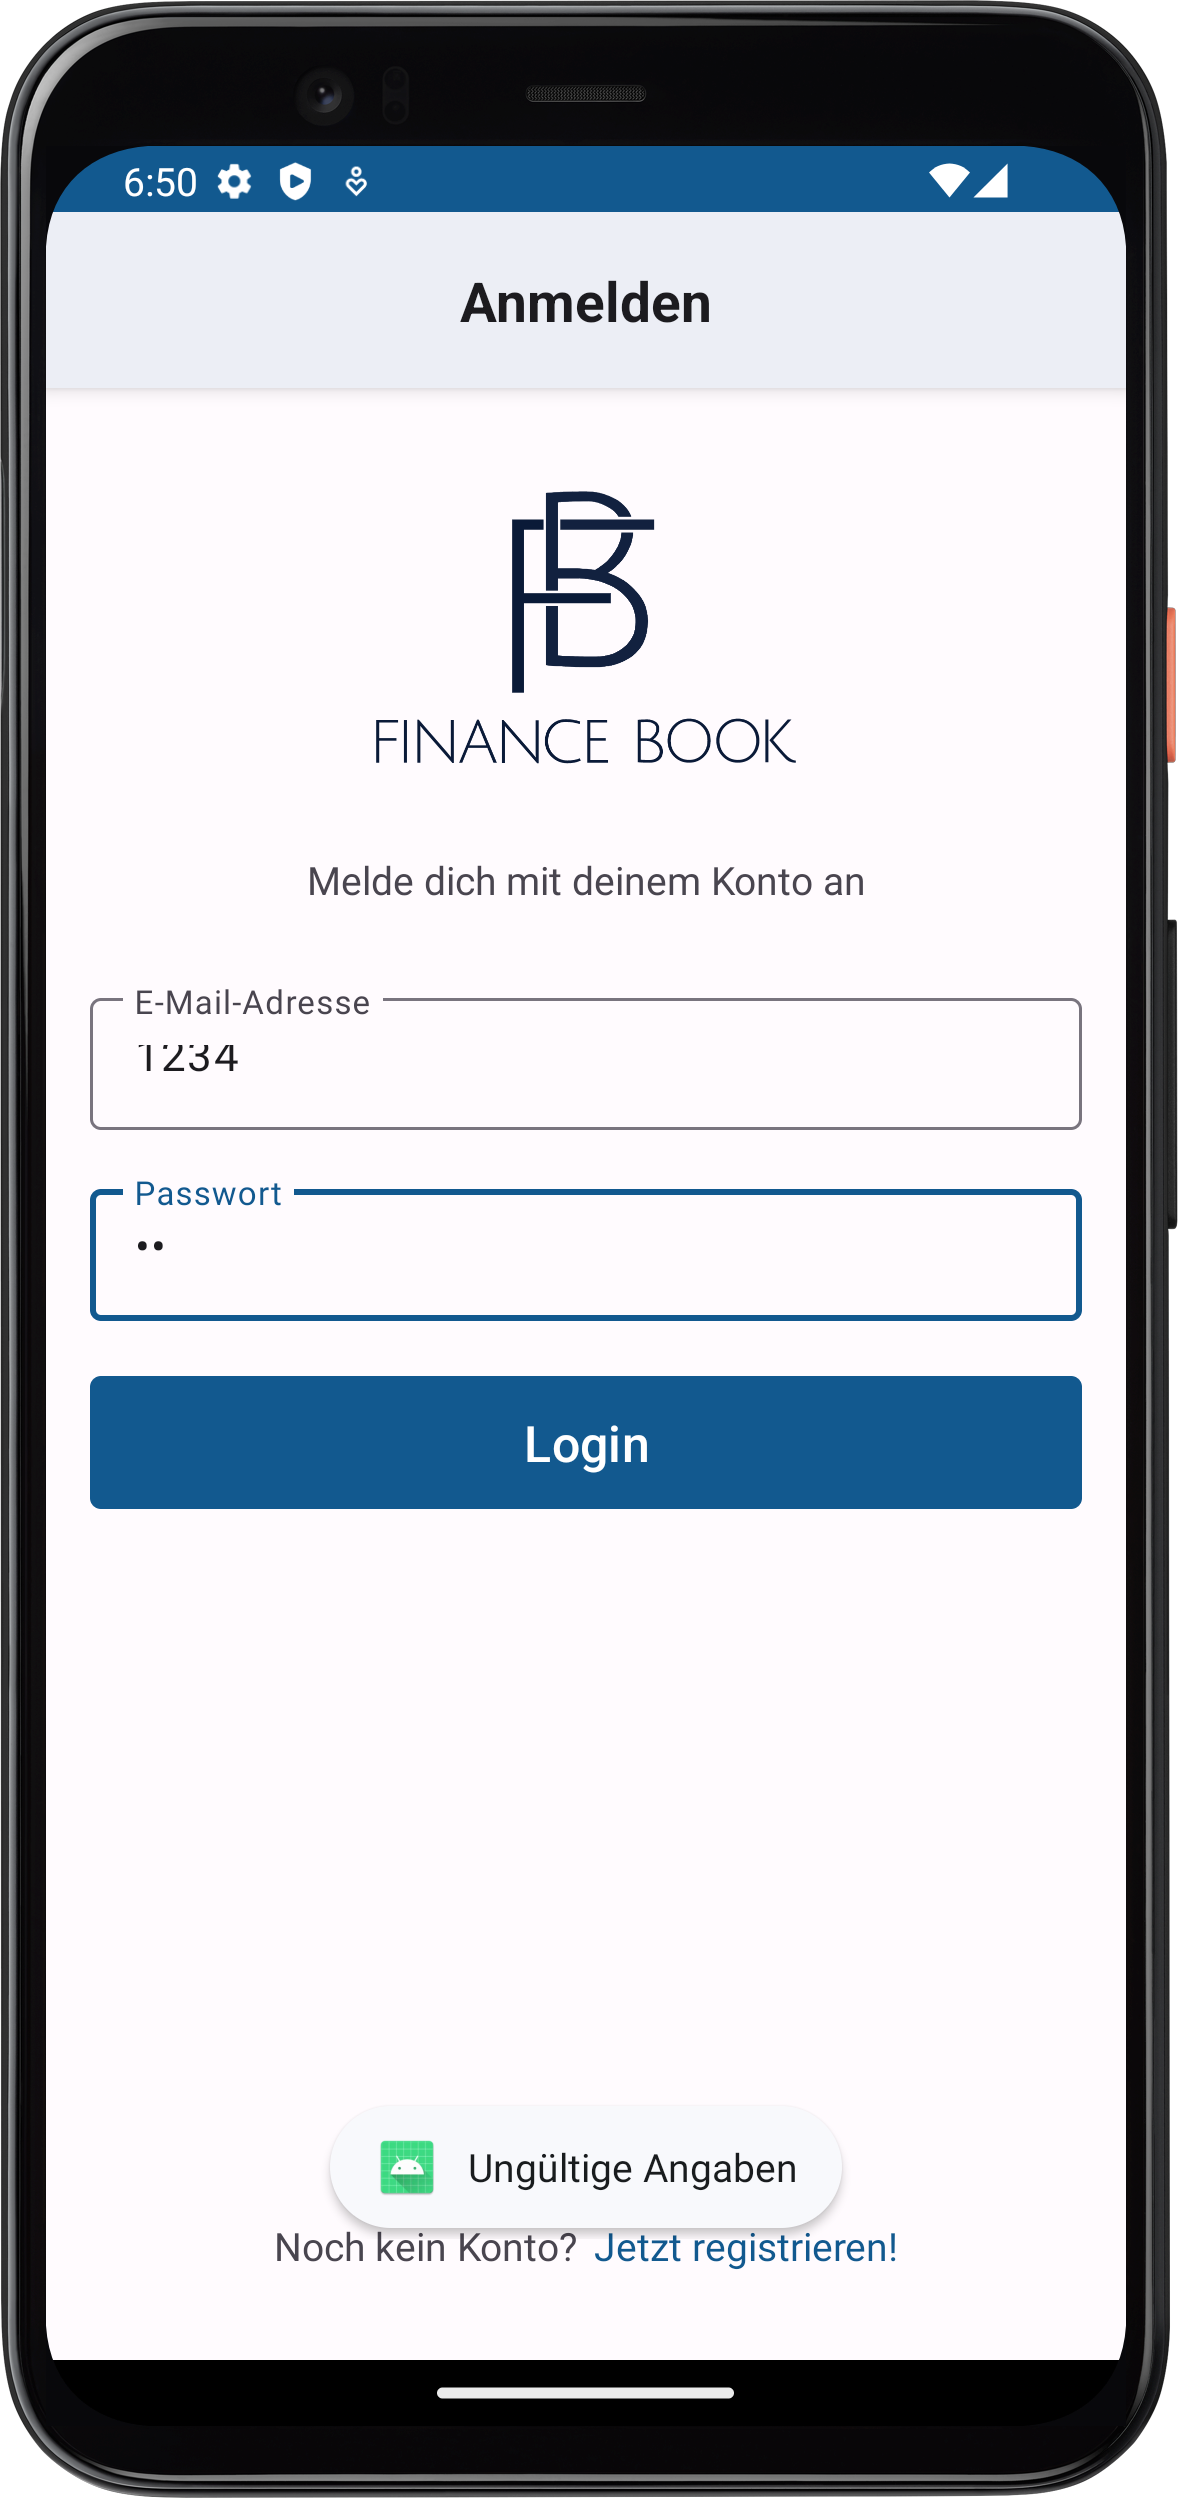 6:50
Anmelden
FB
FINANCE BOOK
Melde dich mit deinem Konto an
E-Mail-Adresse
1234
Passwort
••
Login
Ungültige Angaben
Noch kein Konto? Jetzt registrieren!